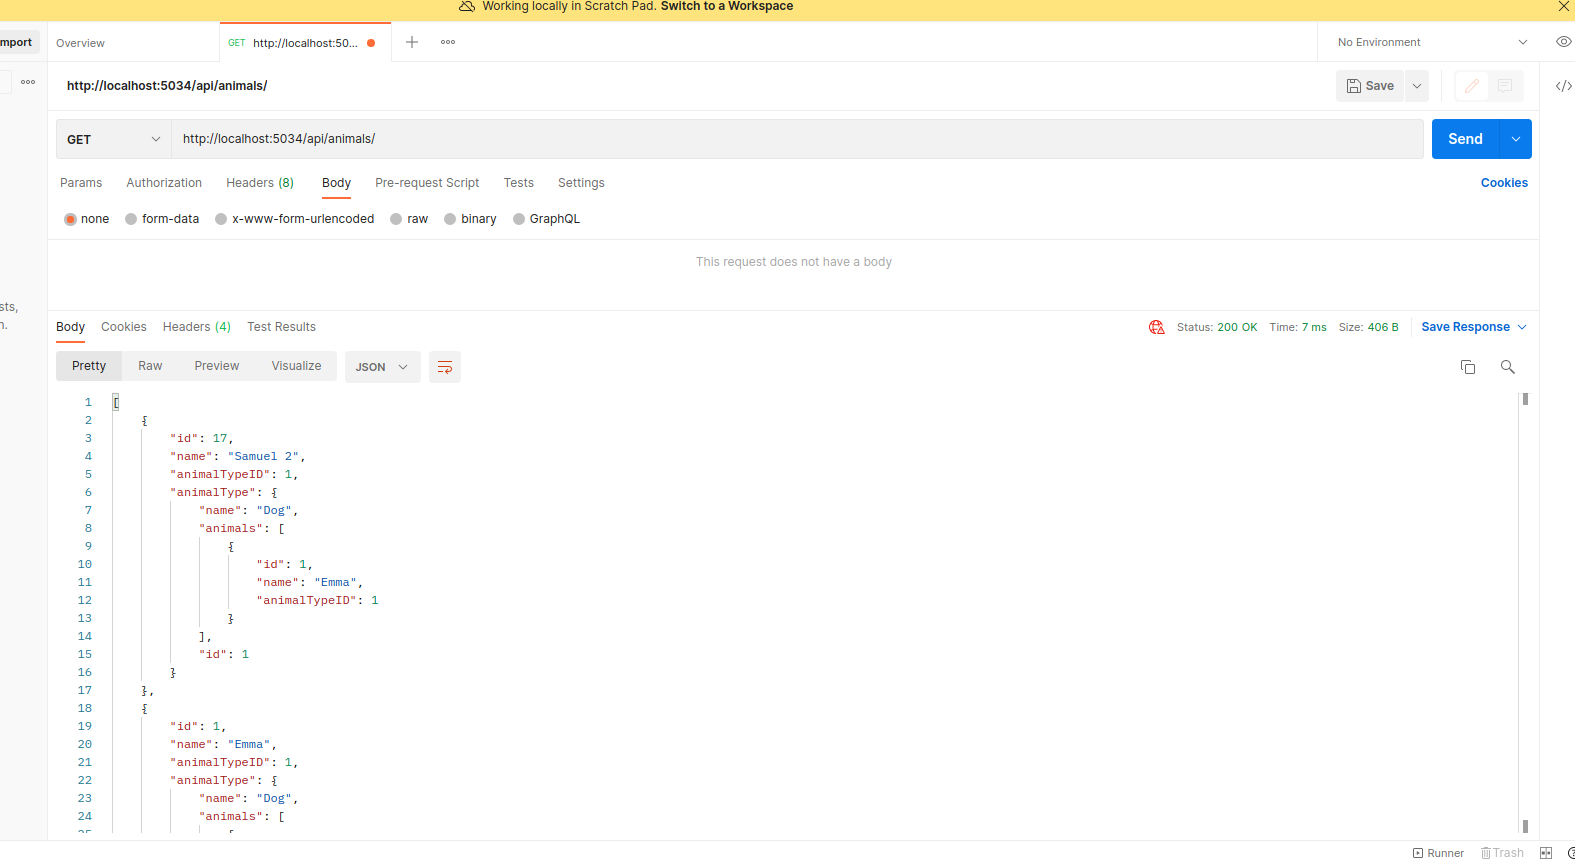 Working locally in Scratch Pad. Switch to a Workspace
mport
Overview
GET http://localhost:50...
No Environment
http://localhost:5034/api/animals/
Save
GET
http://localhost:5034/api/animals/
Send
Params Authorization Headers (8) Body Pre-request Script Tests Settings
Cookies
none form-data x-www-form-urlencoded raw binary GraphQL
This request does not have a body
sts,
n.
Body Cookies Headers (4) Test Results
Status: 200 OK Time: 7 ms Size: 406 B
Save Response
Pretty Raw Preview Visualize
JSON
1 [
2 {
3 "id": 17,
4 "name": "Samuel 2",
5 "animalTypeID": 1,
6 "animalType": {
7 "name": "Dog",
8 "animals": [
9 {
10 "id": 1,
11 "name": "Emma",
12 "animalTypeID": 1
13 }
14 ],
15 "id": 1
16 }
17 },
18 {
19 "id": 1,
20 "name": "Emma",
21 "animalTypeID": 1,
22 "animalType": {
23 "name": "Dog",
24 "animals": [
Runner
Trash